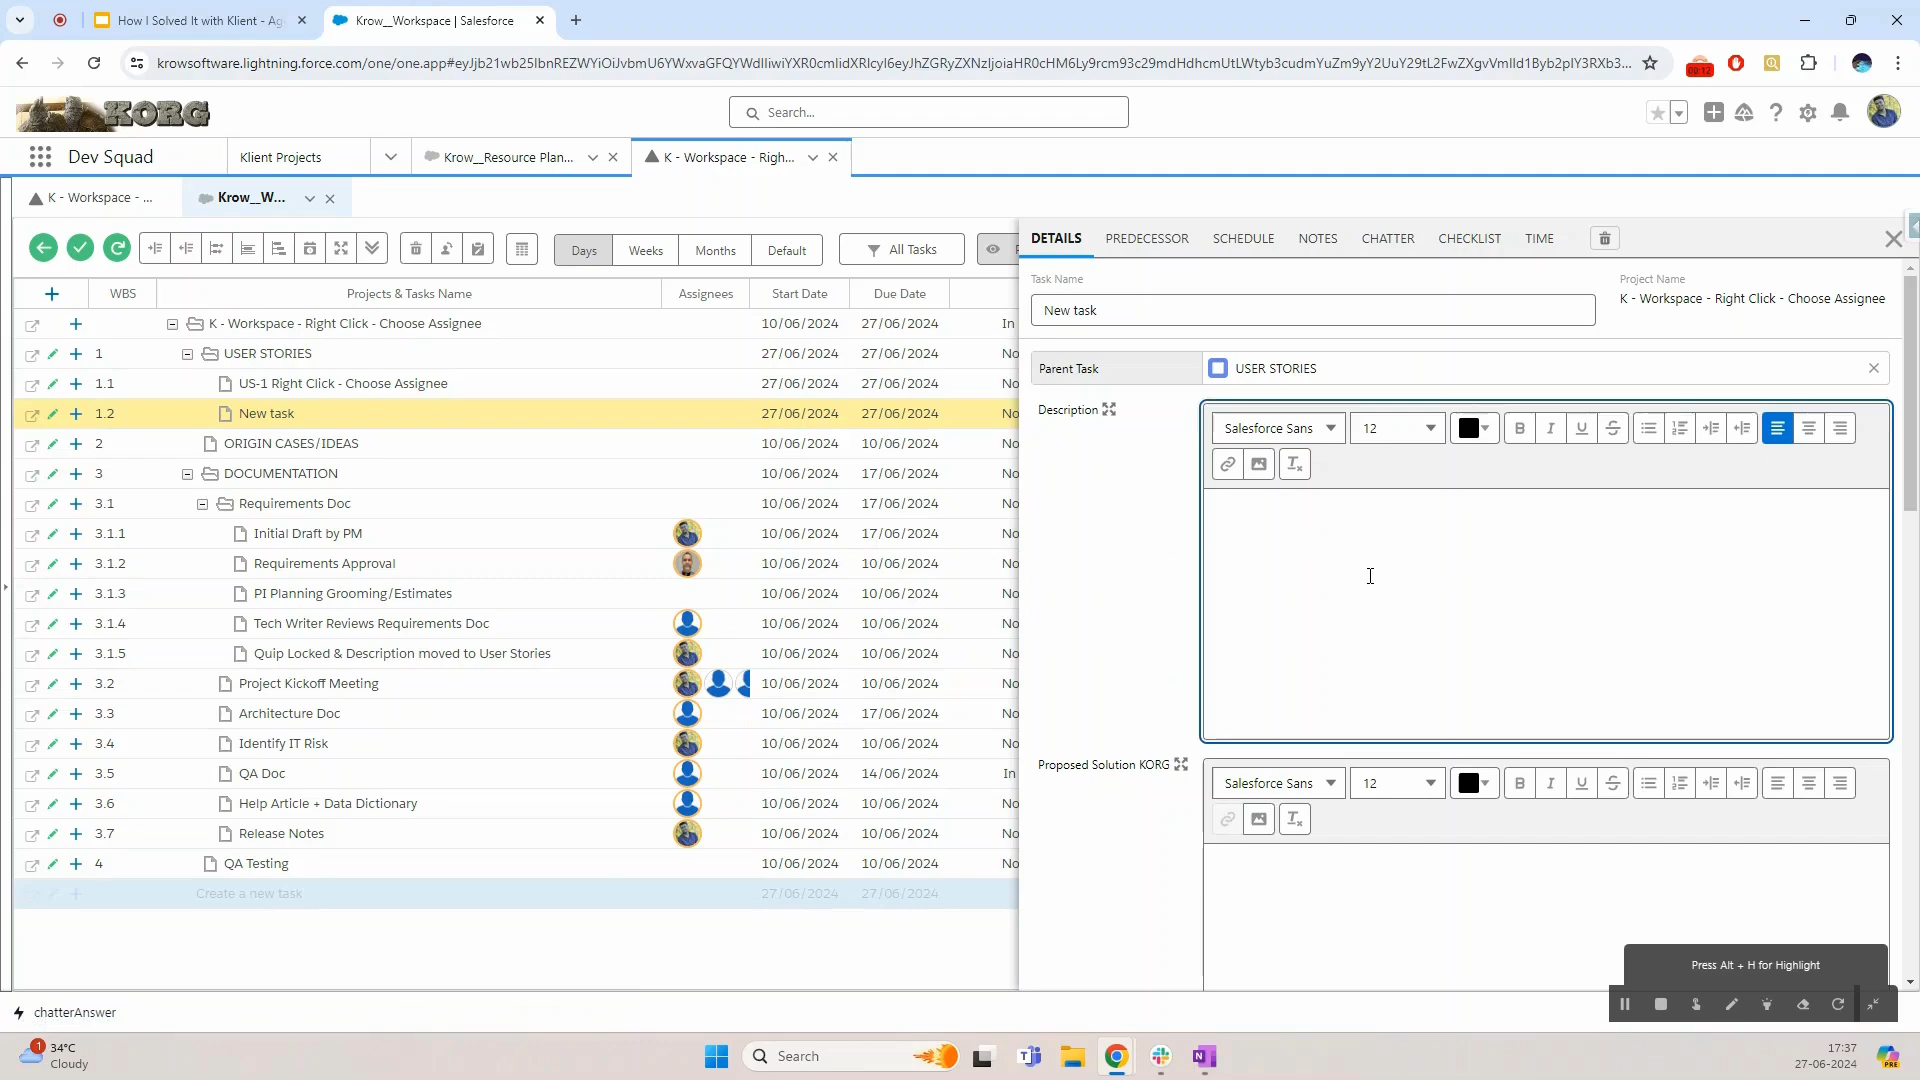 How I Solved It with Klient - Ag
Krow__Workspace | Salesforce
krowsoftware.lightning.force.com/one/one.app#
00:12
KORG
Search...
Dev Squad
Klient Projects
Krow__Resource Plan...
K - Workspace - Righ...
K - Workspace - ...
Krow__W...
Days Weeks Months Default
All Tasks
DETAILS PREDECESSOR SCHEDULE NOTES CHATTER CHECKLIST TIME
Task Name
New task
Project Name
K - Workspace - Right Click - Choose Assignee
Parent Task
USER STORIES
Description
Salesforce Sans 12
Proposed Solution KORG
Salesforce Sans 12
WBS Projects & Tasks Name Assignees Start Date Due Date
K - Workspace - Right Click - Choose Assignee 10/06/2024 27/06/2024 In
1 USER STORIES 27/06/2024 27/06/2024 No
1.1 US-1 Right Click - Choose Assignee 27/06/2024 27/06/2024 No
1.2 New task 27/06/2024 27/06/2024 No
2 ORIGIN CASES/IDEAS 10/06/2024 10/06/2024 No
3 DOCUMENTATION 10/06/2024 17/06/2024 No
3.1 Requirements Doc 10/06/2024 17/06/2024 No
3.1.1 Initial Draft by PM 10/06/2024 17/06/2024 No
3.1.2 Requirements Approval 10/06/2024 10/06/2024 No
3.1.3 PI Planning Grooming/Estimates 10/06/2024 10/06/2024 No
3.1.4 Tech Writer Reviews Requirements Doc 10/06/2024 10/06/2024 No
3.1.5 Quip Locked & Description moved to User Stories 10/06/2024 10/06/2024 No
3.2 Project Kickoff Meeting 10/06/2024 10/06/2024 No
3.3 Architecture Doc 10/06/2024 17/06/2024 No
3.4 Identify IT Risk 10/06/2024 10/06/2024 No
3.5 QA Doc 10/06/2024 14/06/2024 In
3.6 Help Article + Data Dictionary 10/06/2024 10/06/2024 No
3.7 Release Notes 10/06/2024 10/06/2024 No
4 QA Testing 10/06/2024 10/06/2024 No
Create a new task 27/06/2024 27/06/2024
Press Alt + H for Highlight
chatterAnswer
1
34°C
Cloudy
Search
17:37
27-06-2024